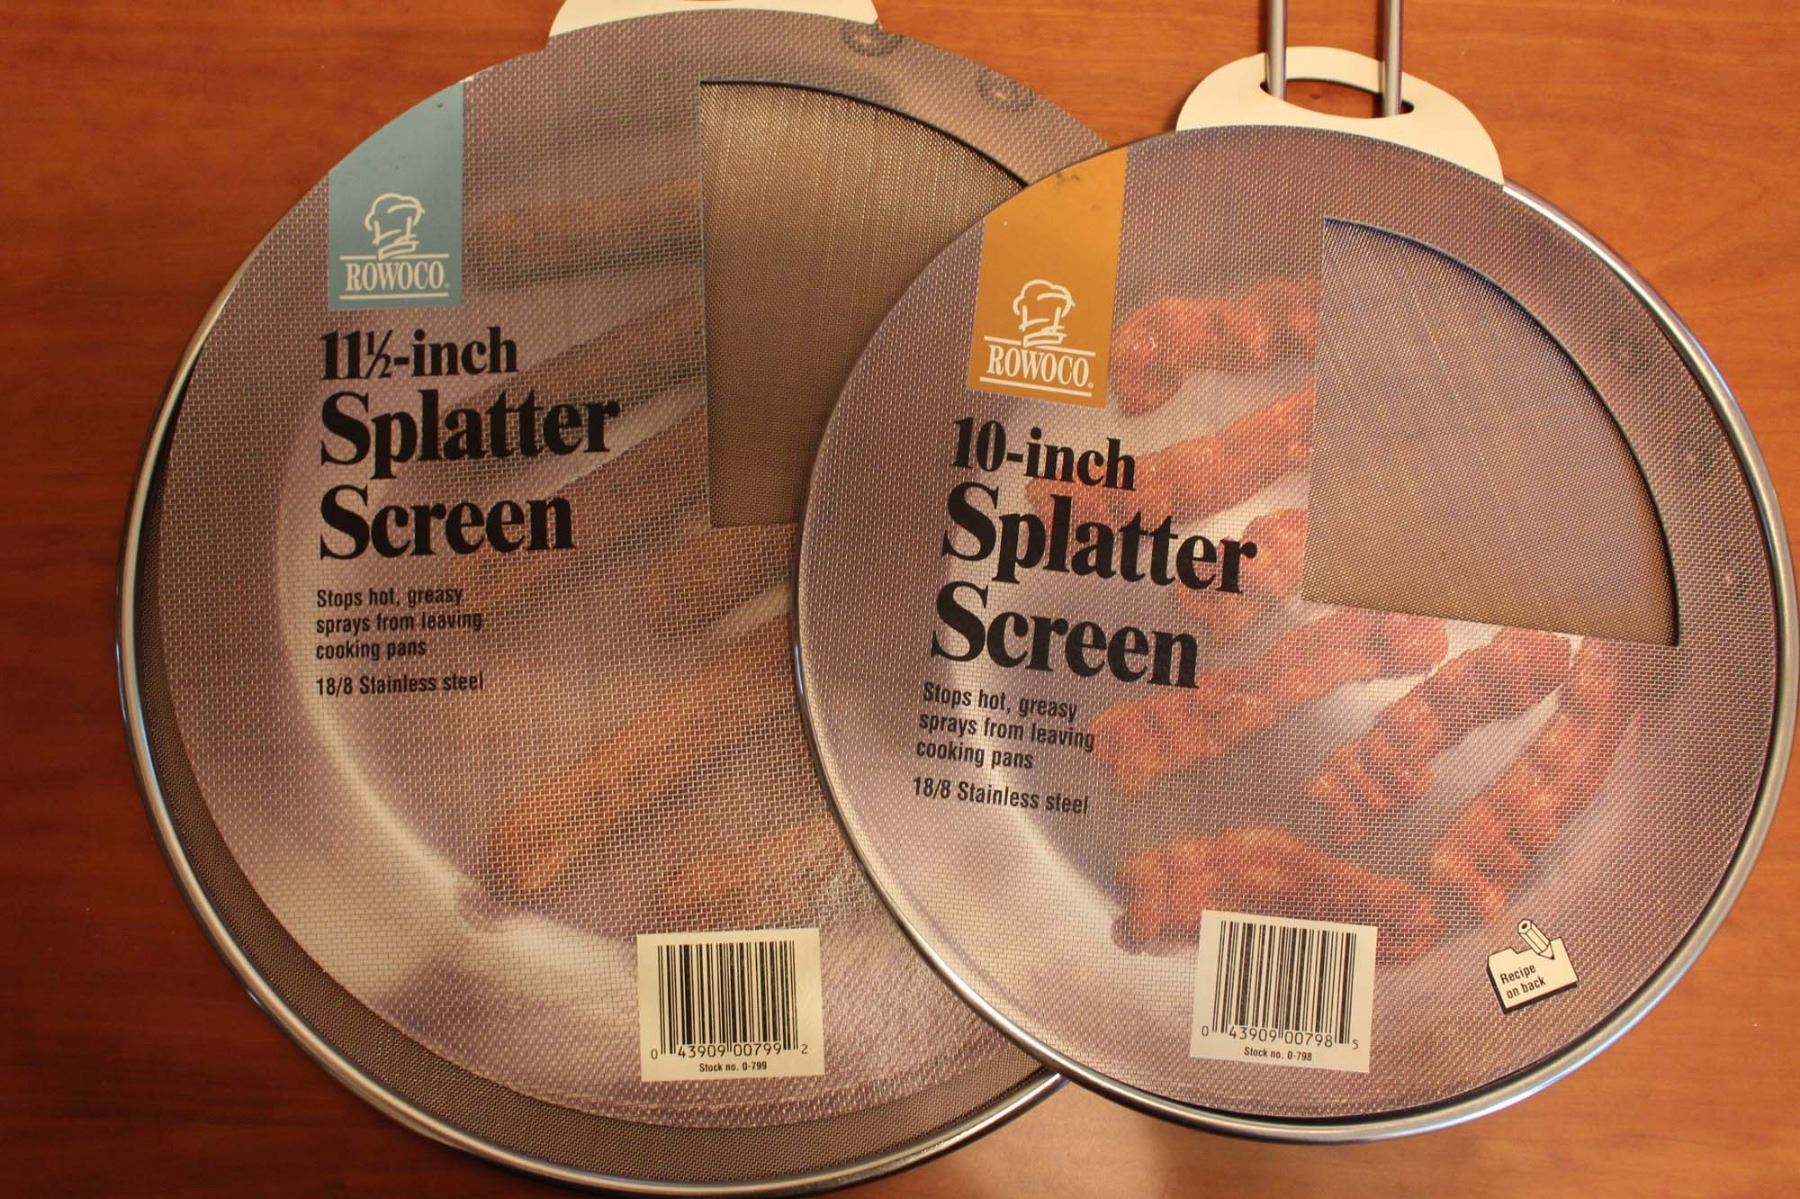 ROWOCO®
11½-inch
Splatter
Screen
Stops hot, greasy
sprays from leaving
cooking pans
18/8 Stainless steel
0 43909 00799 2
Stock no. 0-799
ROWOCO®
10-inch
Splatter
Screen
Stops hot, greasy
sprays from leaving
cooking pans
18/8 Stainless steel
0 43909 00798 5
Stock no. 0-798
Recipe
on back